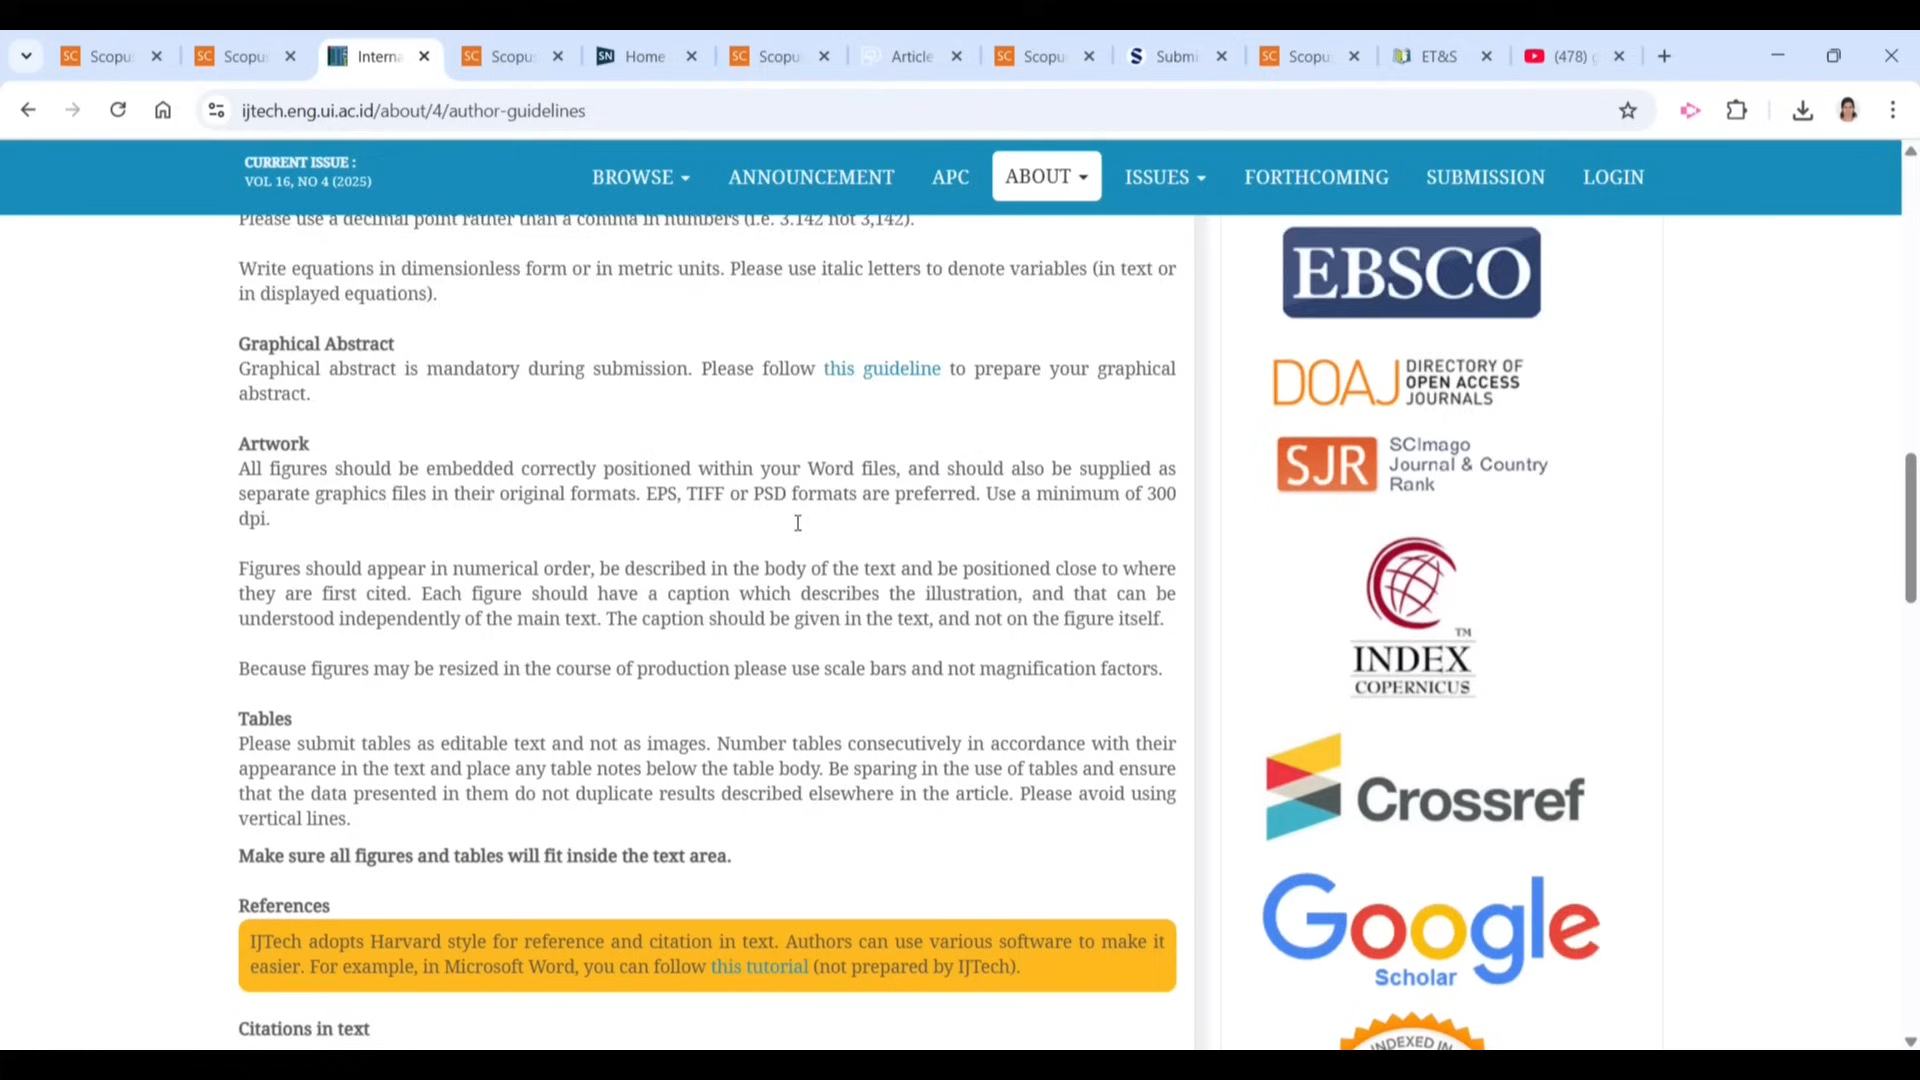 SC Scopu
SC Scopu
Interna
SC Scopu
SN Home
SC Scopu
Article
SC Scopu
S Submi
SC Scopu
ET&S
(478) g
ijtech.eng.ui.ac.id/about/4/author-guidelines
CURRENT ISSUE :
VOL 16, NO 4 (2025)
BROWSE
ANNOUNCEMENT
APC
ABOUT
ISSUES
FORTHCOMING
SUBMISSION
LOGIN
Please use a decimal point rather than a comma in numbers (i.e. 3.142 not 3,142).
Write equations in dimensionless form or in metric units. Please use italic letters to denote variables (in text or
in displayed equations).
Graphical Abstract
Graphical abstract is mandatory during submission. Please follow this guideline to prepare your graphical
abstract.
Artwork
All figures should be embedded correctly positioned within your Word files, and should also be supplied as
separate graphics files in their original formats. EPS, TIFF or PSD formats are preferred. Use a minimum of 300
dpi.
Figures should appear in numerical order, be described in the body of the text and be positioned close to where
they are first cited. Each figure should have a caption which describes the illustration, and that can be
understood independently of the main text. The caption should be given in the text, and not on the figure itself.
Because figures may be resized in the course of production please use scale bars and not magnification factors.
Tables
Please submit tables as editable text and not as images. Number tables consecutively in accordance with their
appearance in the text and place any table notes below the table body. Be sparing in the use of tables and ensure
that the data presented in them do not duplicate results described elsewhere in the article. Please avoid using
vertical lines.
Make sure all figures and tables will fit inside the text area.
References
IJTech adopts Harvard style for reference and citation in text. Authors can use various software to make it
easier. For example, in Microsoft Word, you can follow this tutorial (not prepared by IJTech).
Citations in text
EBSCO
DOAJ
DIRECTORY OF
OPEN ACCESS
JOURNALS
SJR
SCImago
Journal & Country
Rank
TM
INDEX
COPERNICUS
Crossref
Google
Scholar
INDEXED IN